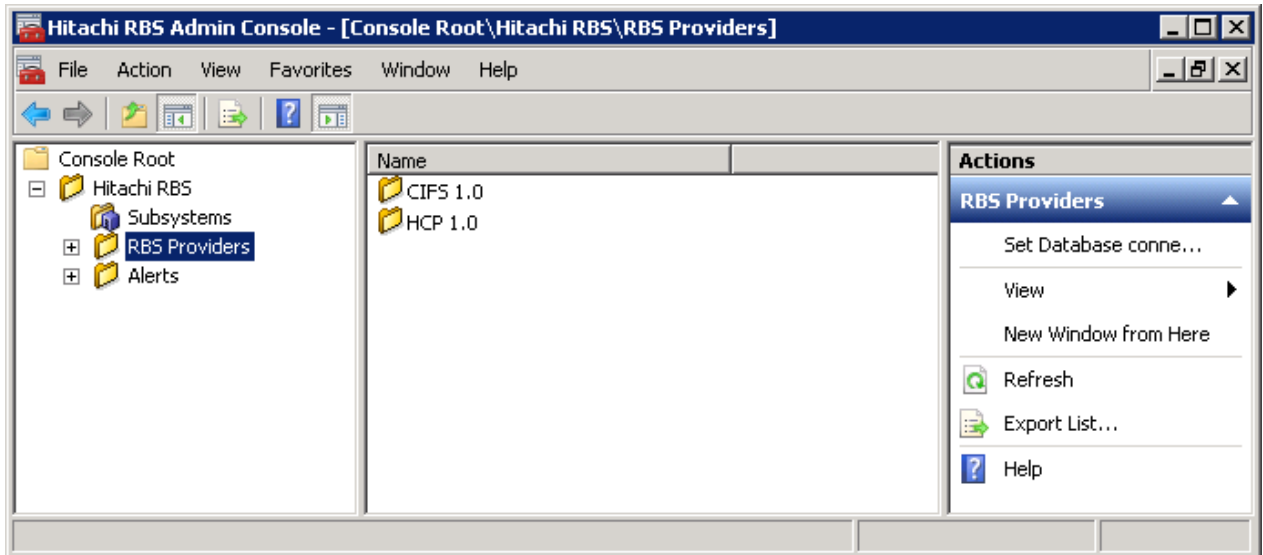 Hitachi RBS Admin Console - [Console Root\Hitachi RBS\RBS Providers]
File Action View Favorites Window Help
Console Root
Hitachi RBS
Subsystems
RBS Providers
Alerts
Name
CIFS 1.0
HCP 1.0
Actions
RBS Providers
Set Database conne...
View
New Window from Here
Refresh
Export List...
Help